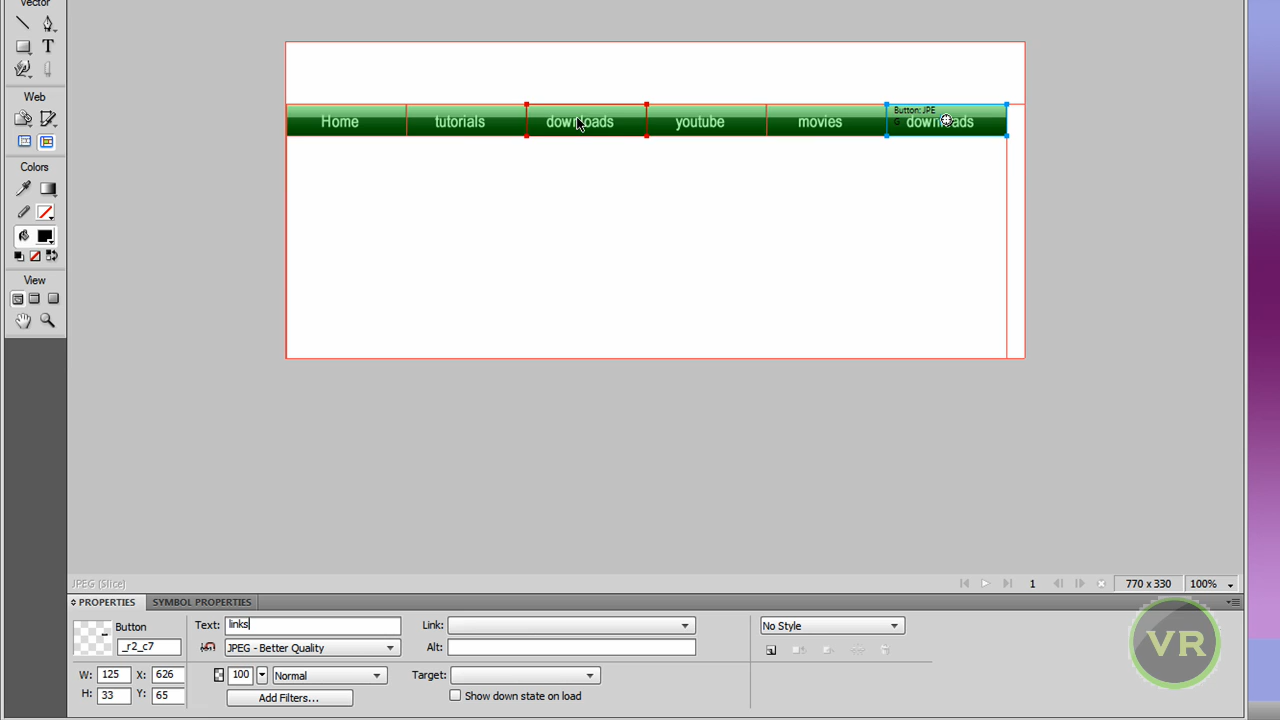 Vector
T
Web
Colors
View
Home tutorials downloads youtube movies downloads
Button: JPE
JPEG (Slice)
1 770 x 330 100%
PROPERTIES SYMBOL PROPERTIES
Button
_r2_c7
Text: links
JPEG - Better Quality
Link:
Alt:
No Style
W: 125 X: 626
H: 33 Y: 65
100 Normal
Add Filters...
Target:
Show down state on load
VR